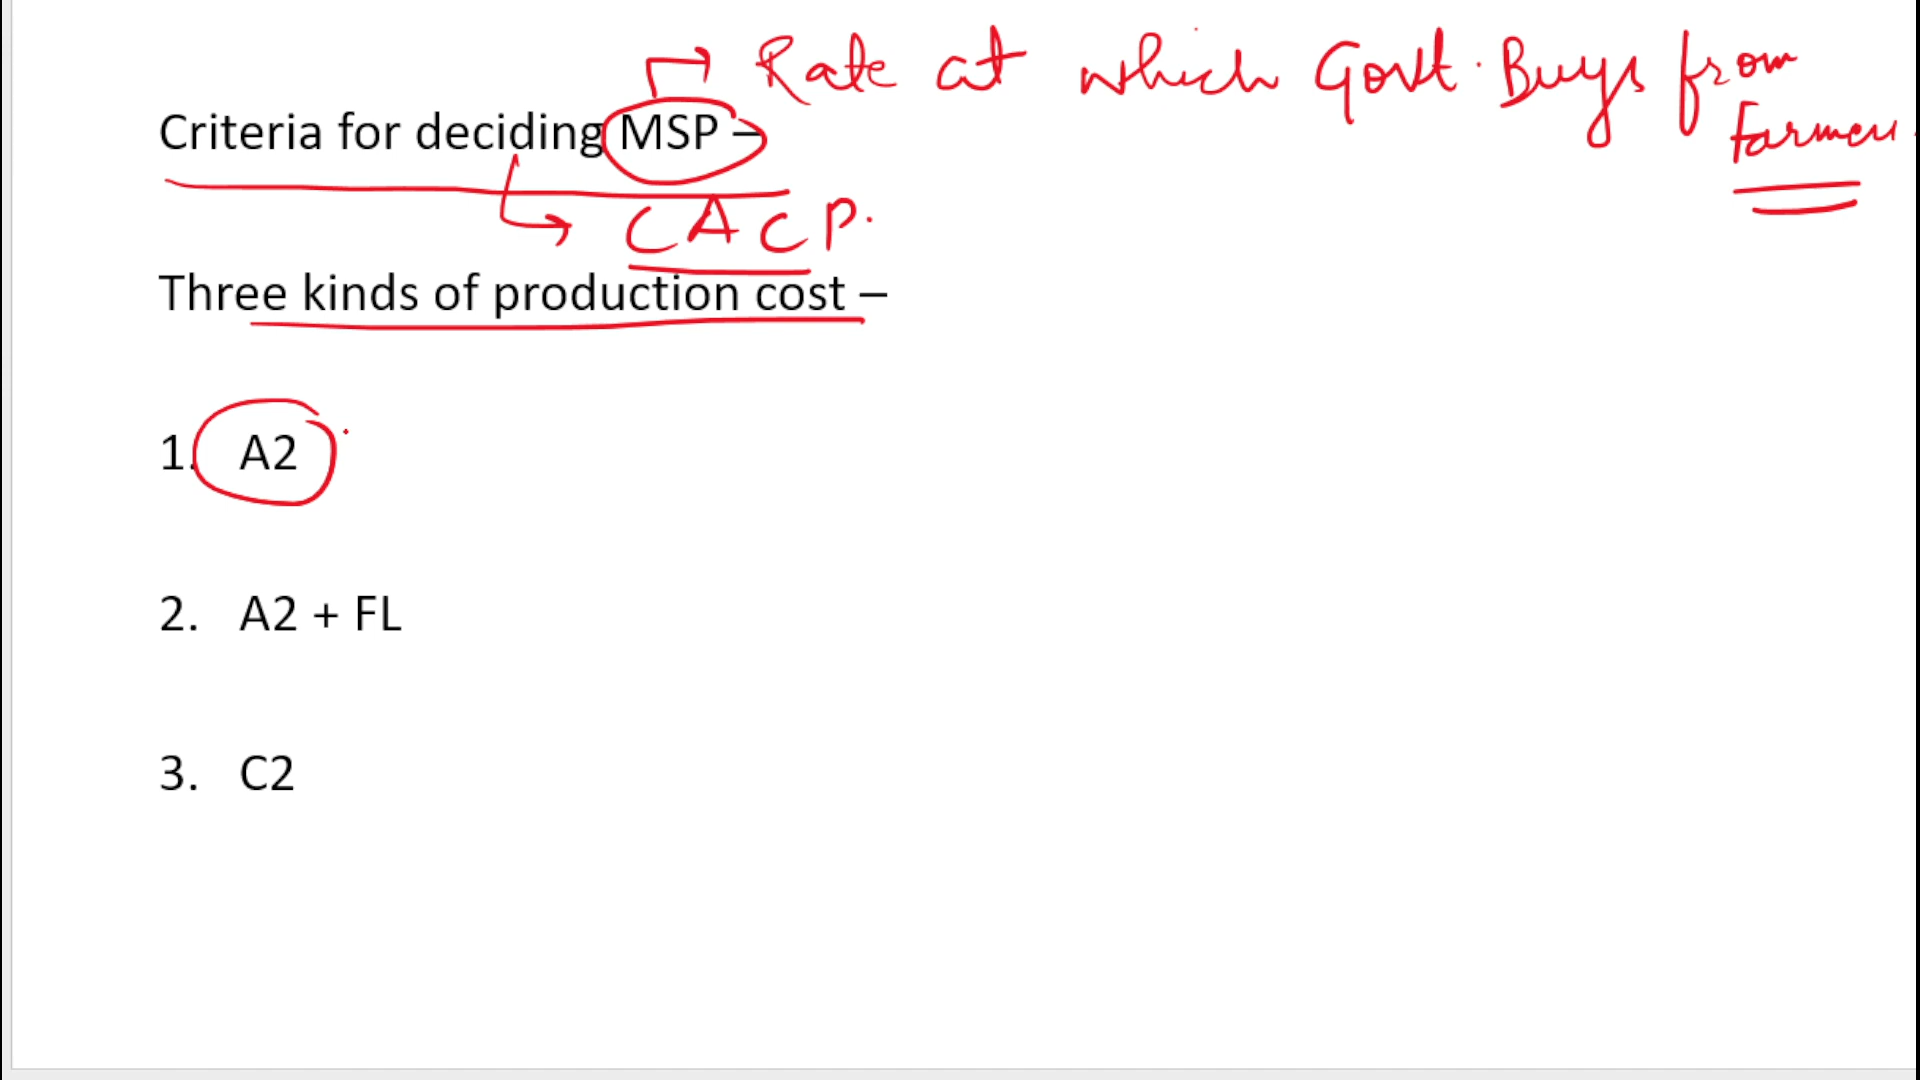 Rate at which Govt. Buys from
Farmers.
Criteria for deciding MSP –
CACP.
Three kinds of production cost –
1. A2
2. A2 + FL
3. C2